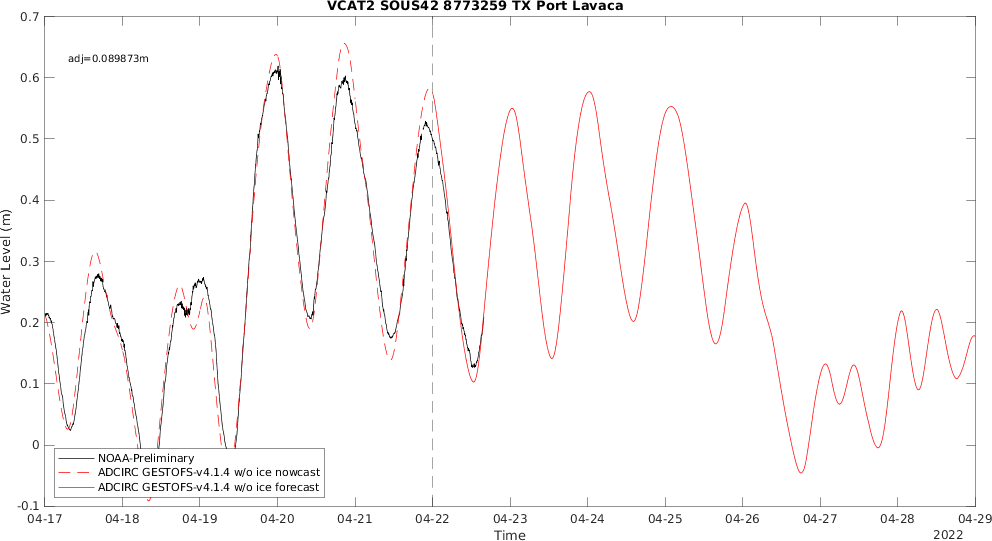 VCAT2 SOUS42 8773259 TX Port Lavaca
0.7
adj=0.089873m
0.6
0.5
0.4
0.3
0.2
0.1
0
-0.1
Water Level (m)
NOAA-Preliminary
ADCIRC GESTOFS-v4.1.4 w/o ice nowcast
ADCIRC GESTOFS-v4.1.4 w/o ice forecast
04-17 04-18 04-19 04-20 04-21 04-22 04-23 04-24 04-25 04-26 04-27 04-28 04-29
Time
2022